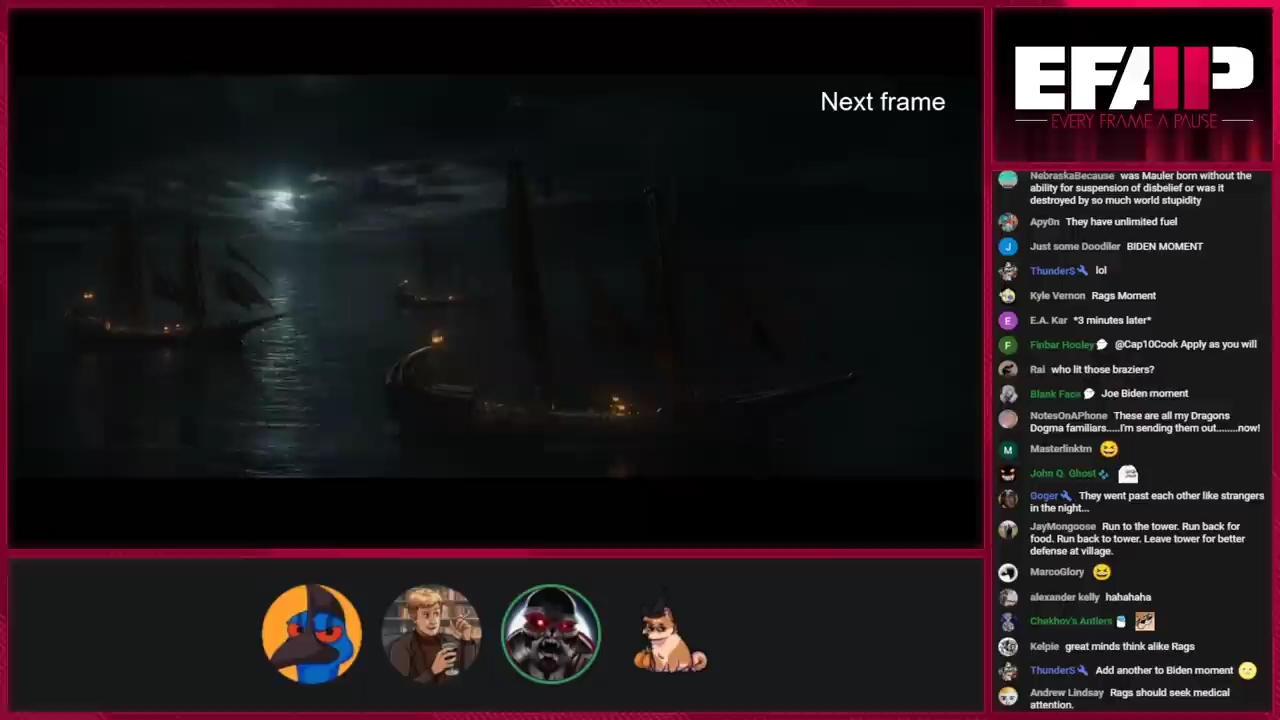 Next frame
EFAP
EVERY FRAME A PAUSE
NebraskaBecause was Mauler born without the
ability for suspension of disbelief or was it
destroyed by so much world stupidity
Apy0n They have unlimited fuel
Just some Doodler BIDEN MOMENT
ThunderS lol
Kyle Vernon Rags Moment
E.A. Kar *3 minutes later*
Finbar Hooley @Cap10Cook Apply as you will
Rai who lit those braziers?
Blank Face Joe Biden moment
NotesOnAPhone These are all my Dragons
Dogma familiars.....I'm sending them out........now!
Masterlinktm
John Q. Ghost
Goger They went past each other like strangers
in the night...
JayMongoose Run to the tower. Run back for
food. Run back to tower. Leave tower for better
defense at village.
MarcoGlory
alexander kelly hahahaha
Chekhov's Antlers
Kelpie great minds think alike Rags
ThunderS Add another to Biden moment
Andrew Lindsay Rags should seek medical
attention.